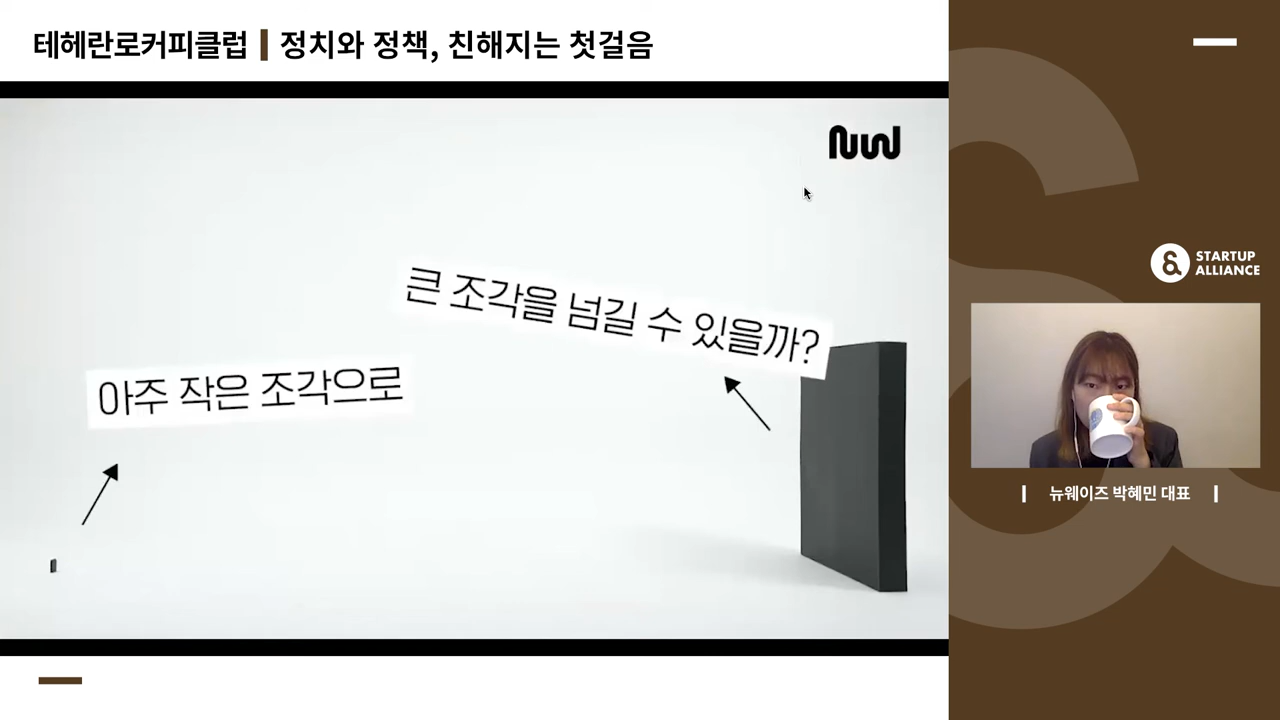 테헤란로커피클럽 | 정치와 정책, 친해지는 첫걸음
NW
큰 조각을 넘길 수 있을까?
아주 작은 조각으로
STARTUP
ALLIANCE
뉴웨이즈 박혜민 대표